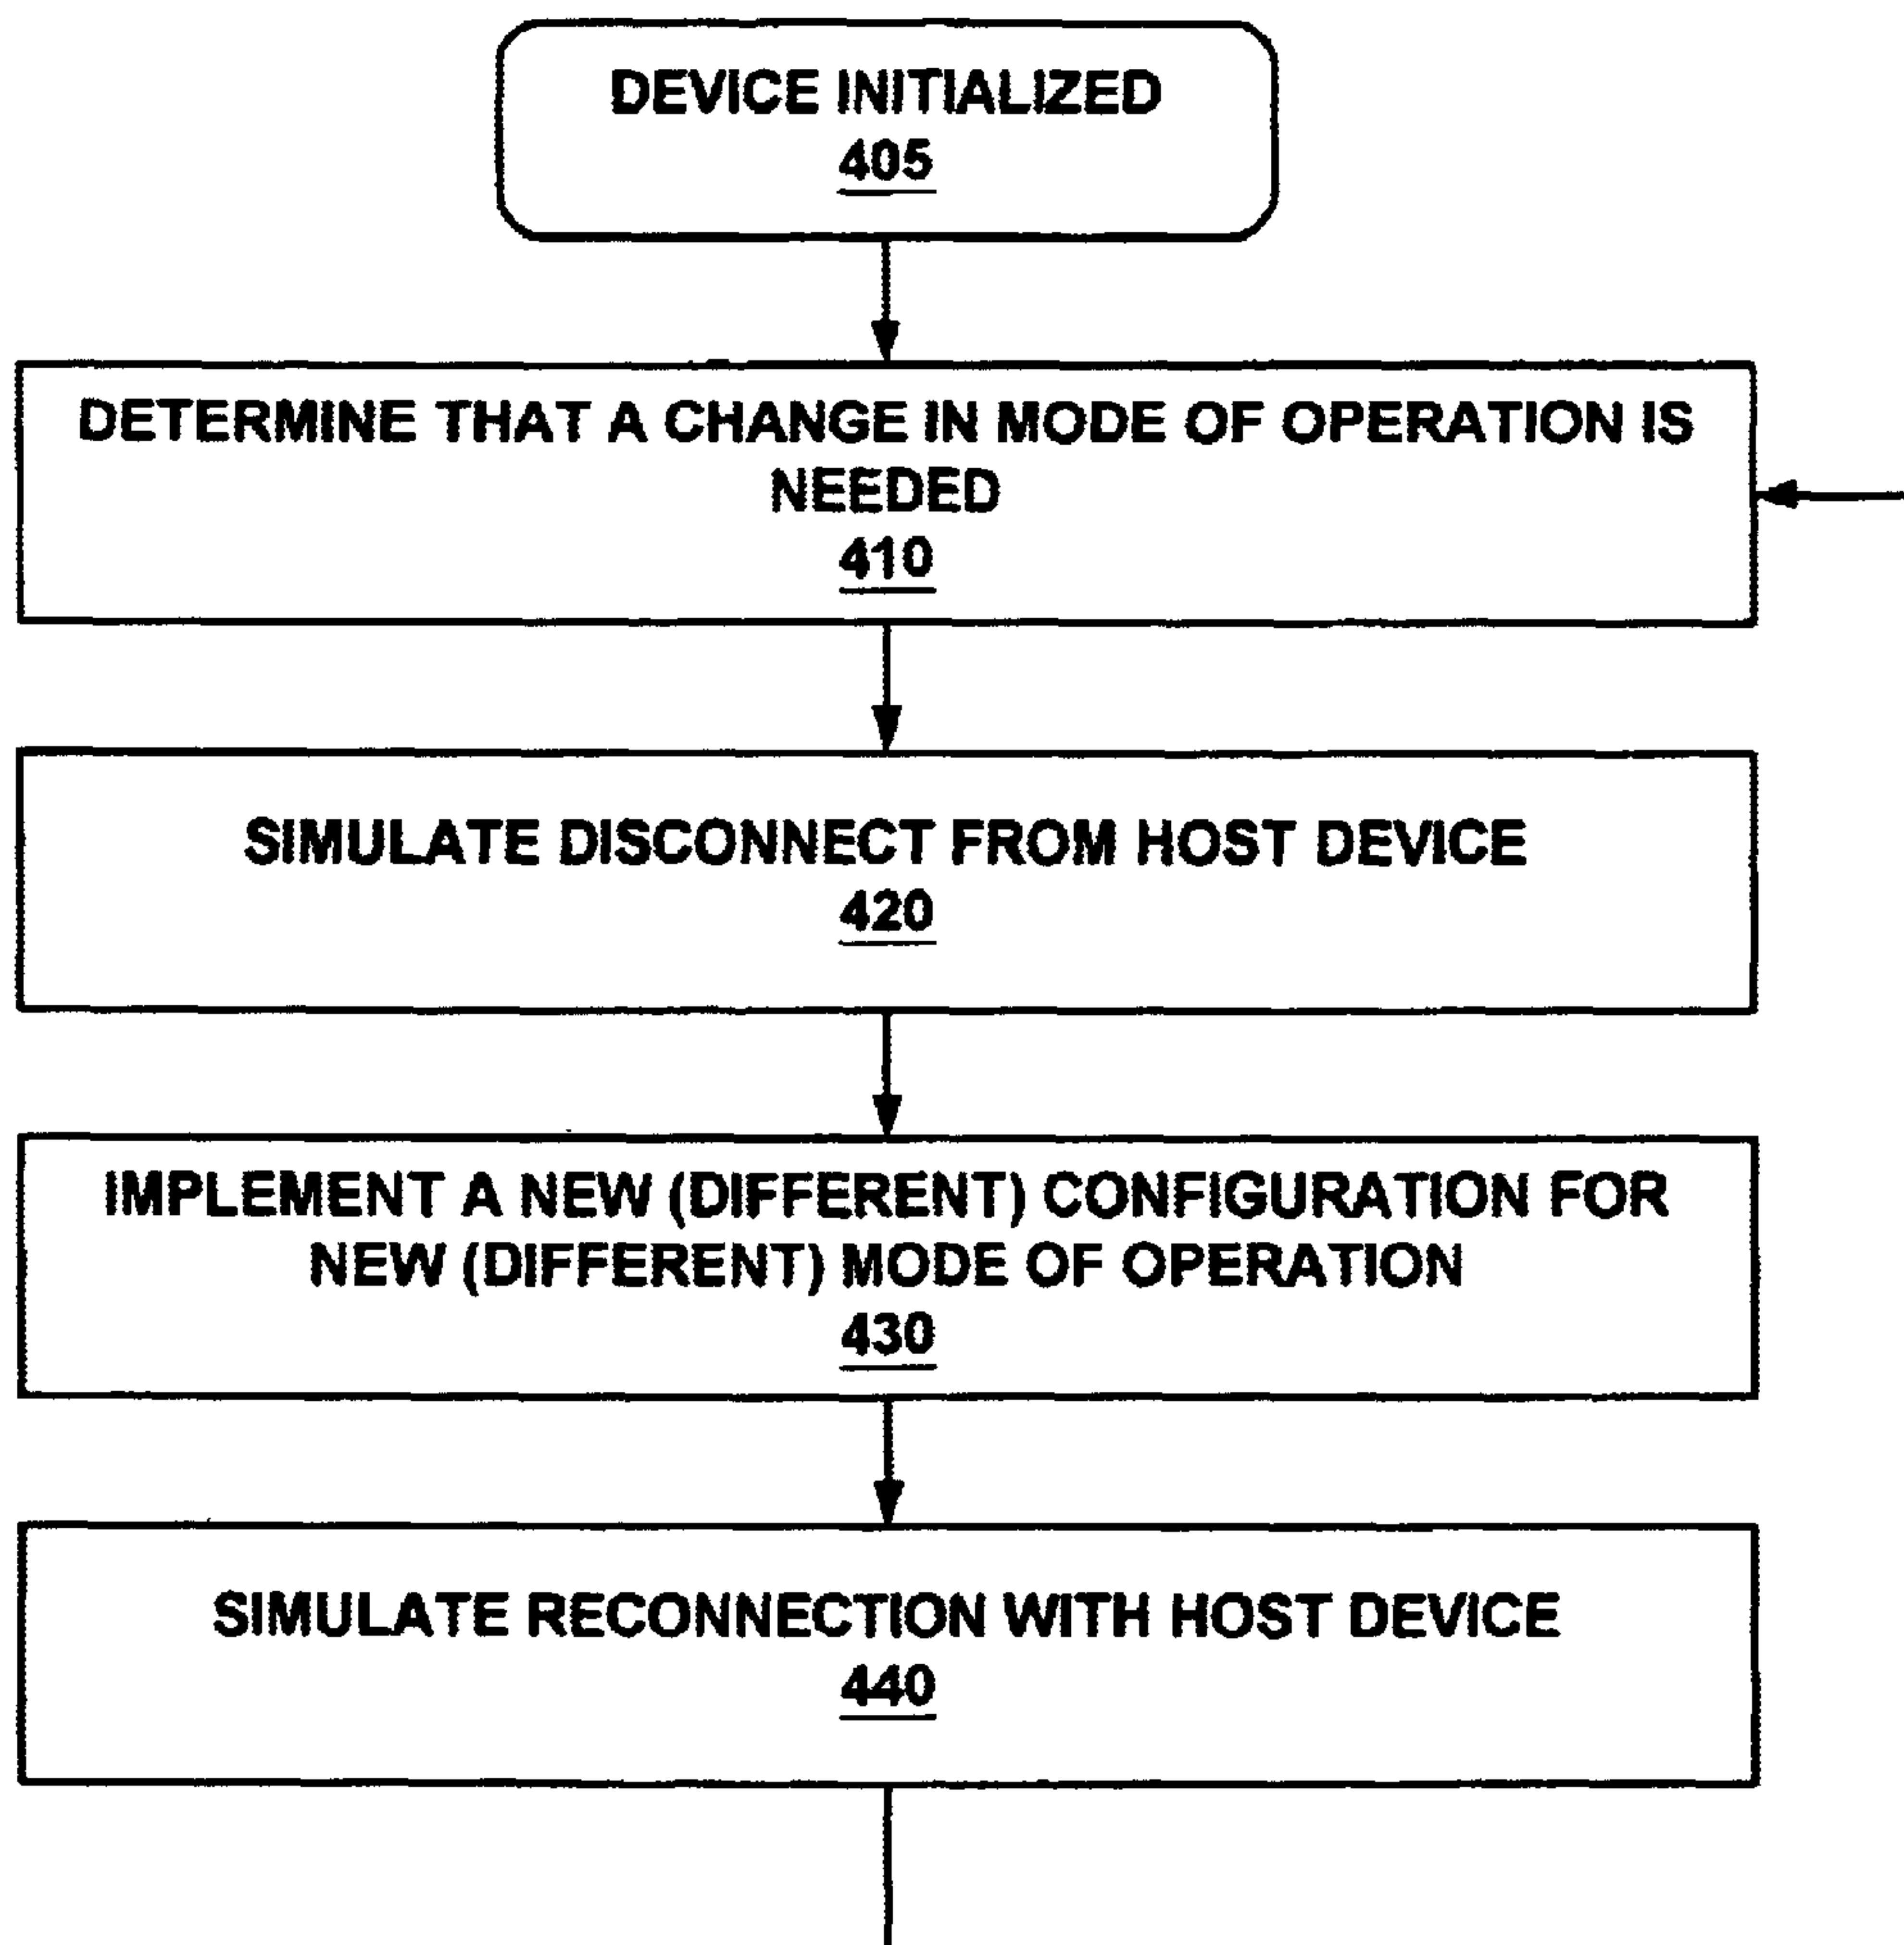 DEVICE INITIALIZED
405
DETERMINE THAT A CHANGE IN MODE OF OPERATION IS
NEEDED
410
SIMULATE DISCONNECT FROM HOST DEVICE
420
IMPLEMENT A NEW (DIFFERENT) CONFIGURATION FOR
NEW (DIFFERENT) MODE OF OPERATION
430
SIMULATE RECONNECTION WITH HOST DEVICE
440